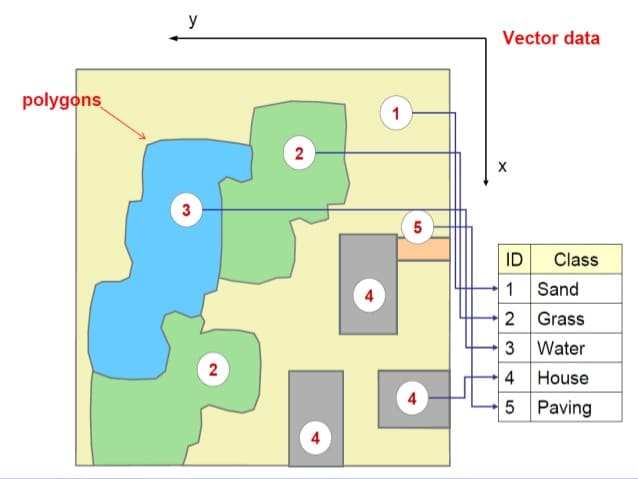 y
Vector data
polygons
1
2
x
3
5
ID Class
1 Sand
2 Grass
3 Water
4 House
5 Paving
4
2
4
4